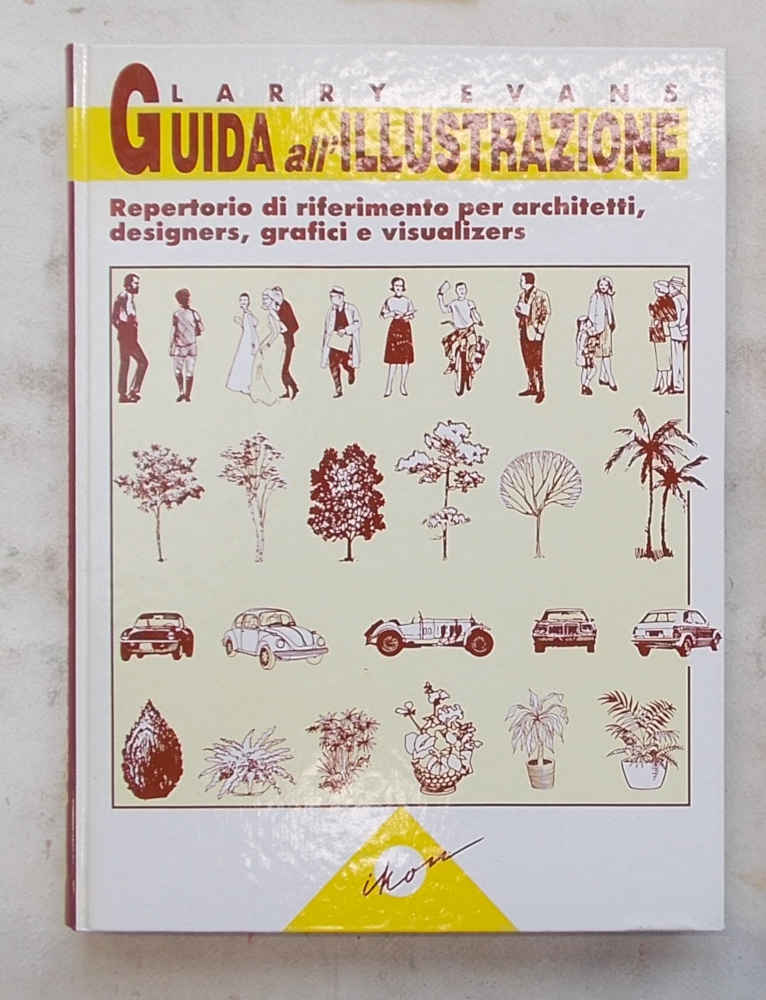 LARRY EVANS
GUIDA all'ILLUSTRAZIONE
Repertorio di riferimento per architetti,
designers, grafici e visualizers
ikon